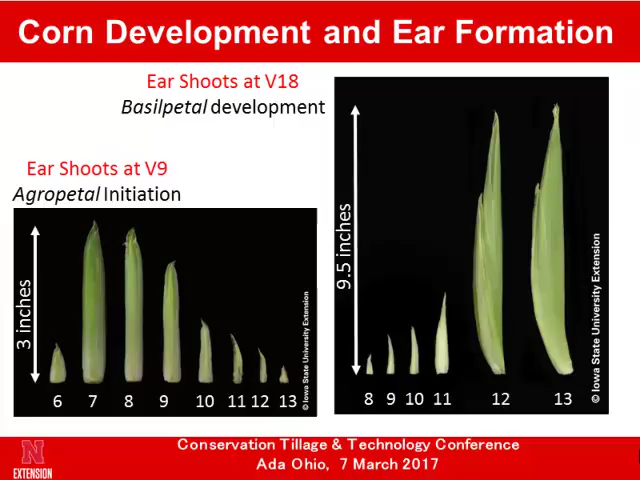 Corn Development and Ear Formation
Ear Shoots at V18
Basilpetal development
Ear Shoots at V9
Agropetal Initiation
3 inches
6 7 8 9 10 11 12 13
© Iowa State University Extension
9.5 inches
8 9 10 11 12 13
© Iowa State University Extension
N
EXTENSION
Conservation Tillage & Technology Conference
Ada Ohio, 7 March 2017